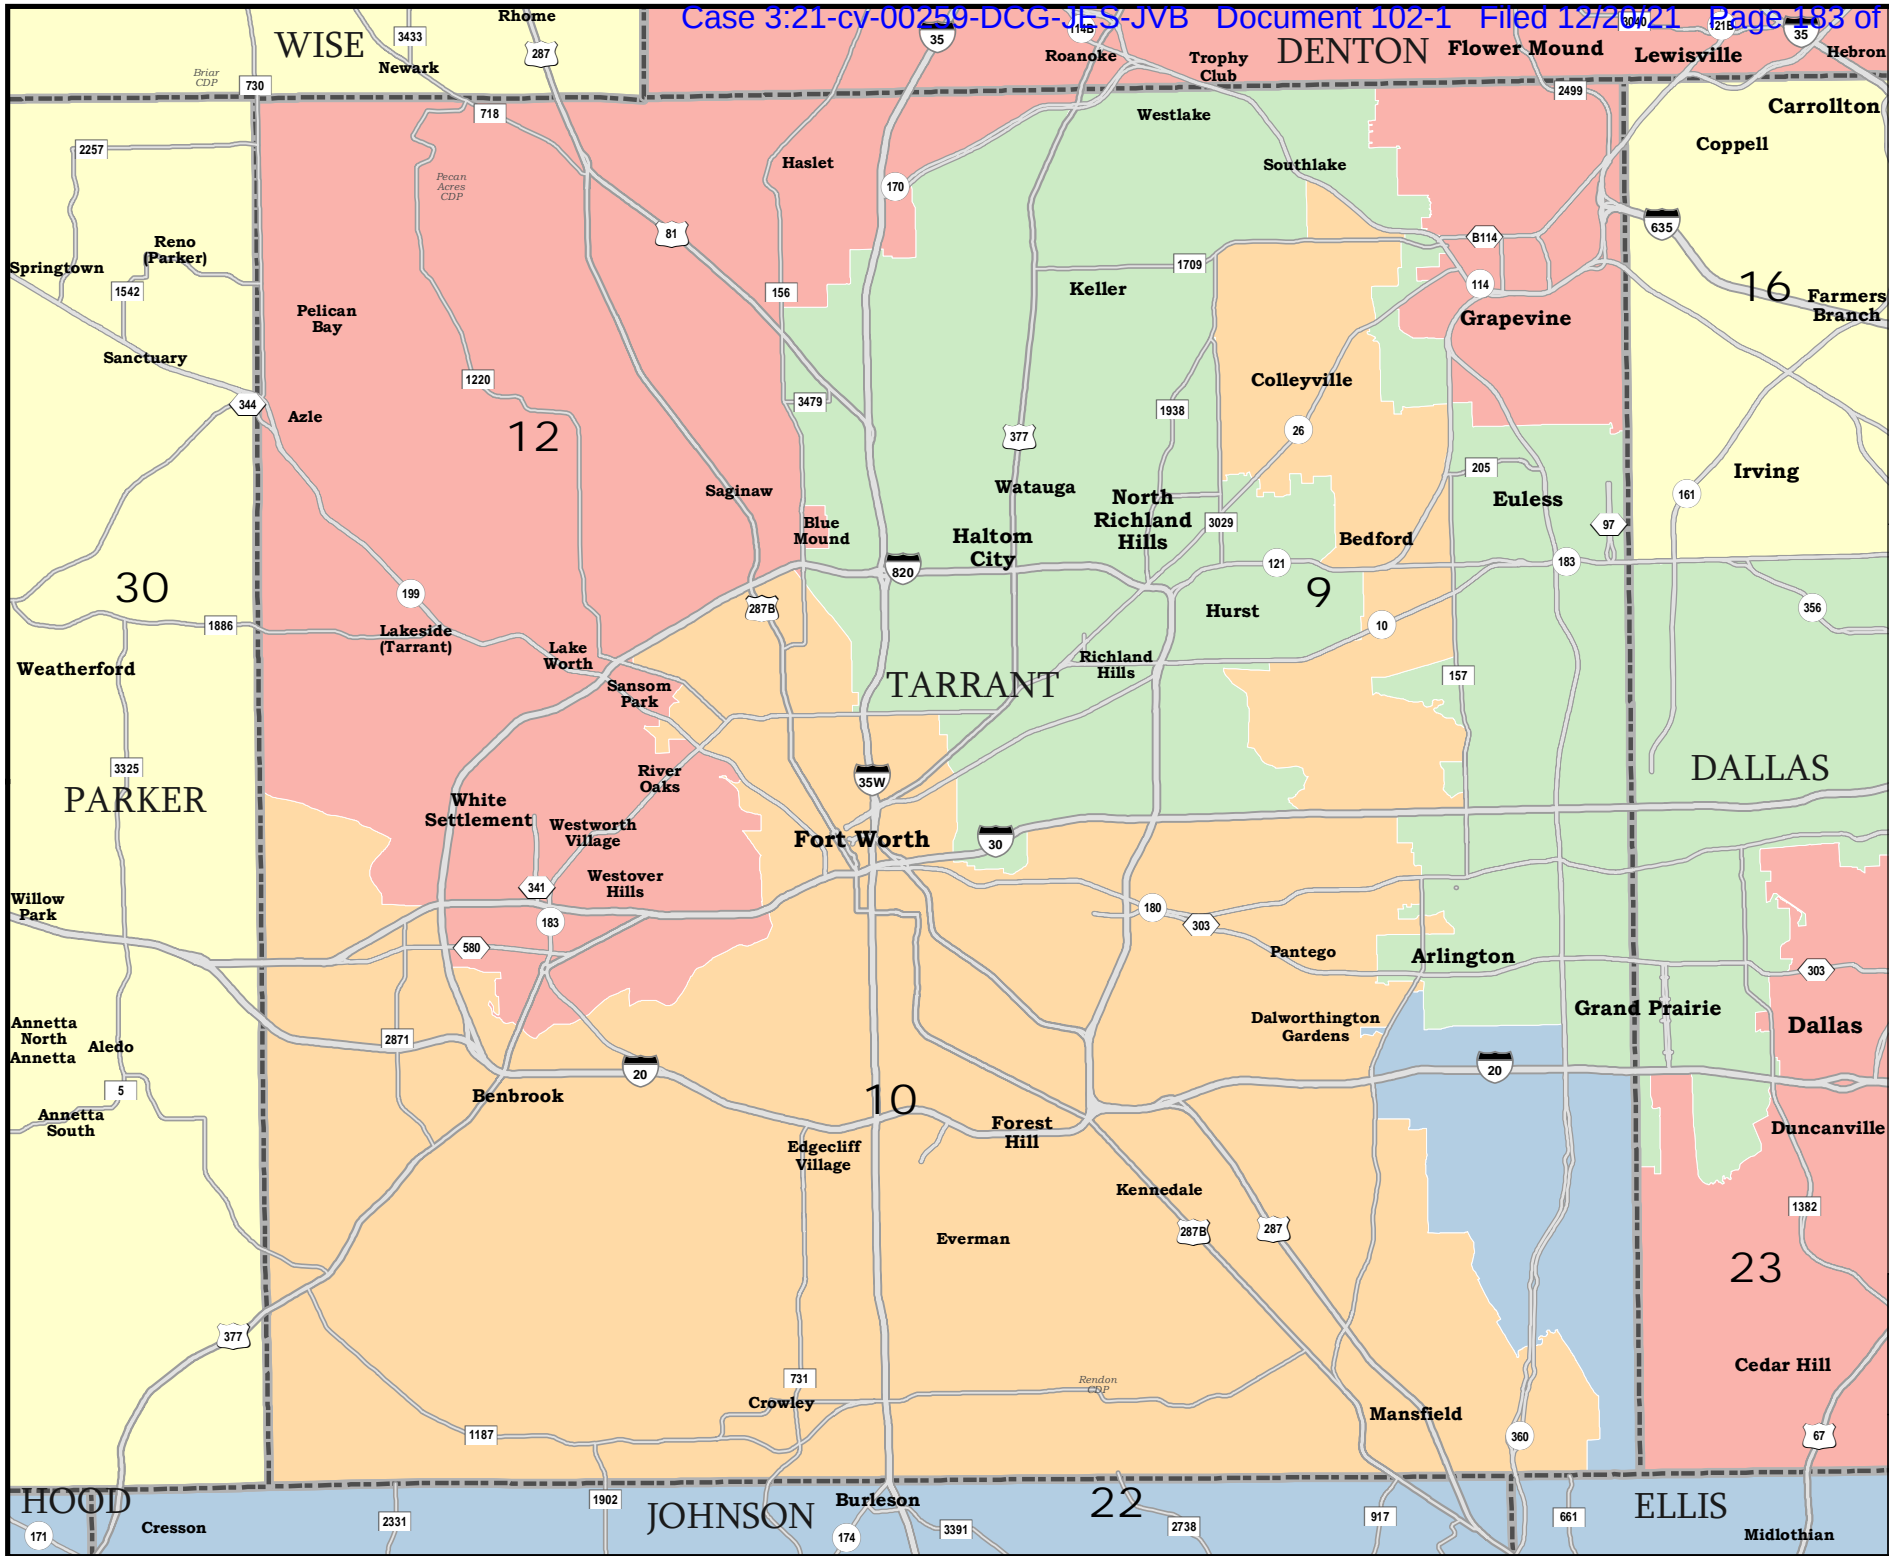 Case 3:21-cv-00259-DCG-JES-JVB Document 102-1 Filed 12/20/21 Page 183 of
Rhome
WISE
3433
Newark
287
Briar
CDP
730
35
114B
Roanoke
Trophy
Club
DENTON
Flower Mound
3040
Lewisville
121B
35
Hebron
718
2499
Carrollton
Westlake
Coppell
2257
Haslet
Southlake
Pecan
Acres
CDP
170
81
B114
635
Reno
(Parker)
Springtown
1709
1542
156
Keller
114
16
Farmers
Branch
Pelican
Bay
Grapevine
Sanctuary
1220
Colleyville
344
Azle
3479
1938
12
377
26
205
Irving
Saginaw
Watauga
North
Richland
Hills
Euless
161
Blue
Mound
Haltom
City
3029
Bedford
97
820
121
183
30
199
287B
9
Hurst
356
1886
Lakeside
(Tarrant)
10
Lake
Worth
Weatherford
Richland
Hills
157
Sansom
Park
TARRANT
3325
River
Oaks
35W
DALLAS
PARKER
White
Settlement
Westworth
Village
Fort Worth
30
Westover
Hills
341
Willow
Park
183
180
303
580
Pantego
Arlington
303
Grand Prairie
Annetta
North
Annetta
Aledo
2871
Dalworthington
Gardens
Dallas
20
20
5
Benbrook
10
Annetta
South
Forest
Hill
Duncanville
Edgecliff
Village
Kennedale
1382
287B
287
Everman
23
377
Cedar Hill
731
Rendon
CDP
Crowley
Mansfield
1187
360
67
HOOD
1902
JOHNSON
Burleson
22
ELLIS
171
Cresson
2331
174
3391
2738
917
661
Midlothian